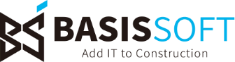 BASISSOFT
Add IT to Construction